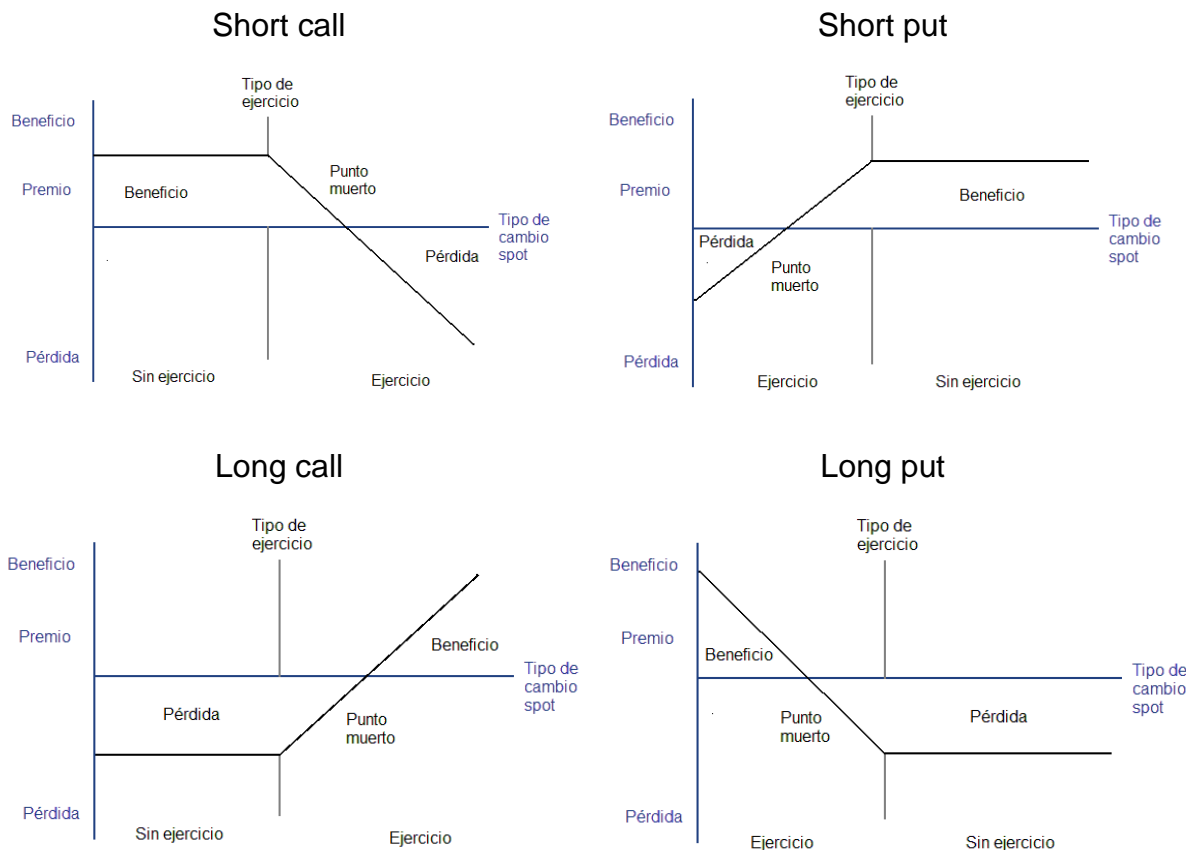 Short call
Tipo de
ejercicio
Beneficio
Punto
muerto
Premio
Beneficio
Tipo de
cambio
spot
Pérdida
Pérdida
Sin ejercicio
Ejercicio
Short put
Tipo de
ejercicio
Beneficio
Premio
Beneficio
Tipo de
cambio
spot
Pérdida
Punto
muerto
Pérdida
Ejercicio
Sin ejercicio
Long call
Tipo de
ejercicio
Beneficio
Premio
Beneficio
Tipo de
cambio
spot
Pérdida
Punto
muerto
Pérdida
Sin ejercicio
Ejercicio
Long put
Tipo de
ejercicio
Beneficio
Premio
Beneficio
Tipo de
cambio
spot
Punto
muerto
Pérdida
Pérdida
Ejercicio
Sin ejercicio